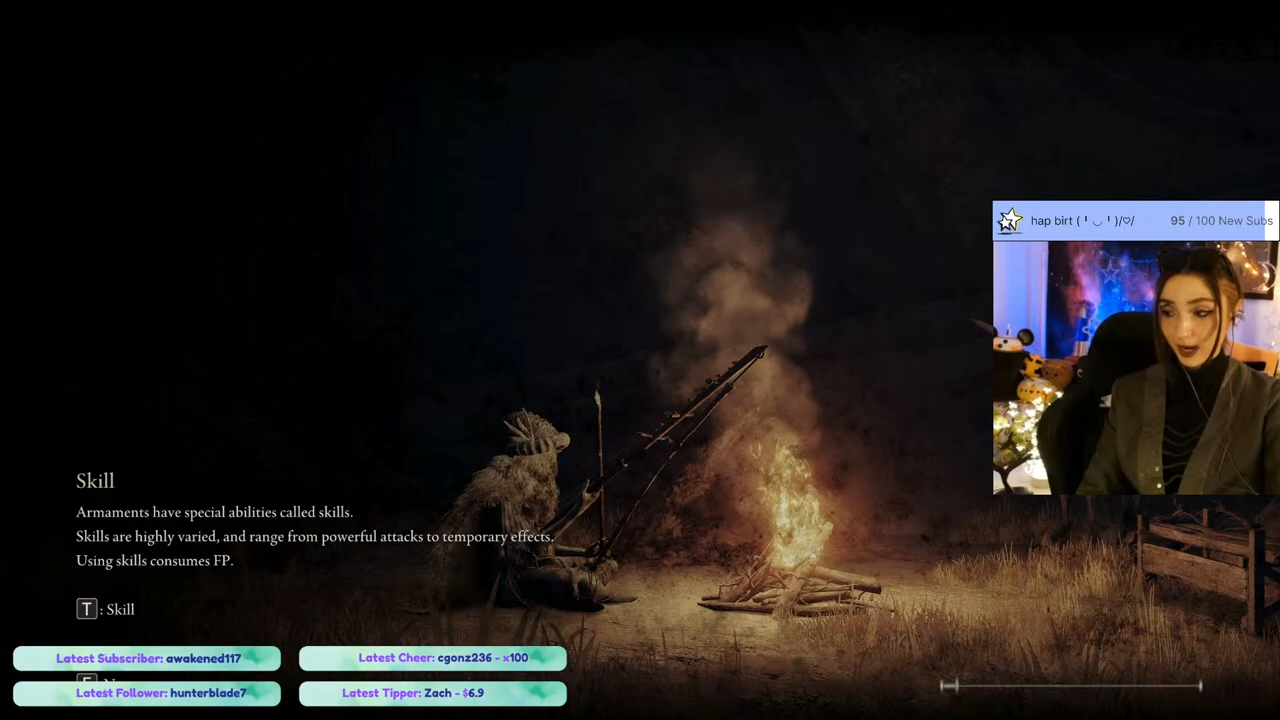 hap birt ( ╹ ◡ ╹ )/♡/ 95 / 100 New Subs
Skill
Armaments have special abilities called skills.
Skills are highly varied, and range from powerful attacks to temporary effects.
Using skills consumes FP.
T : Skill
Latest Subscriber: awakened117
Latest Cheer: cgonz236 - x100
Latest Follower: hunterblade7
Latest Tipper: Zach - $6.9